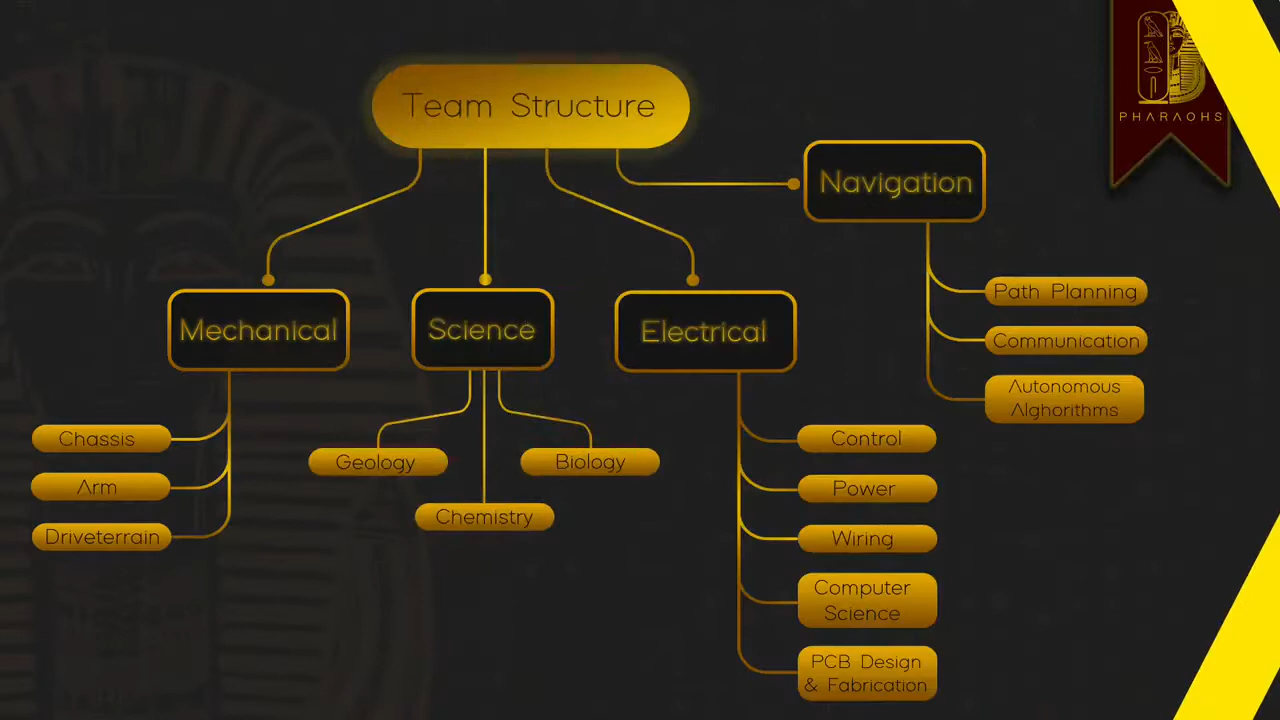 Team Structure
PHARAOHS
Navigation
Path Planning
Communication
Autonomous
Alghorithms
Mechanical
Chassis
Arm
Driveterrain
Science
Geology
Chemistry
Biology
Electrical
Control
Power
Wiring
Computer
Science
PCB Design
& Fabrication